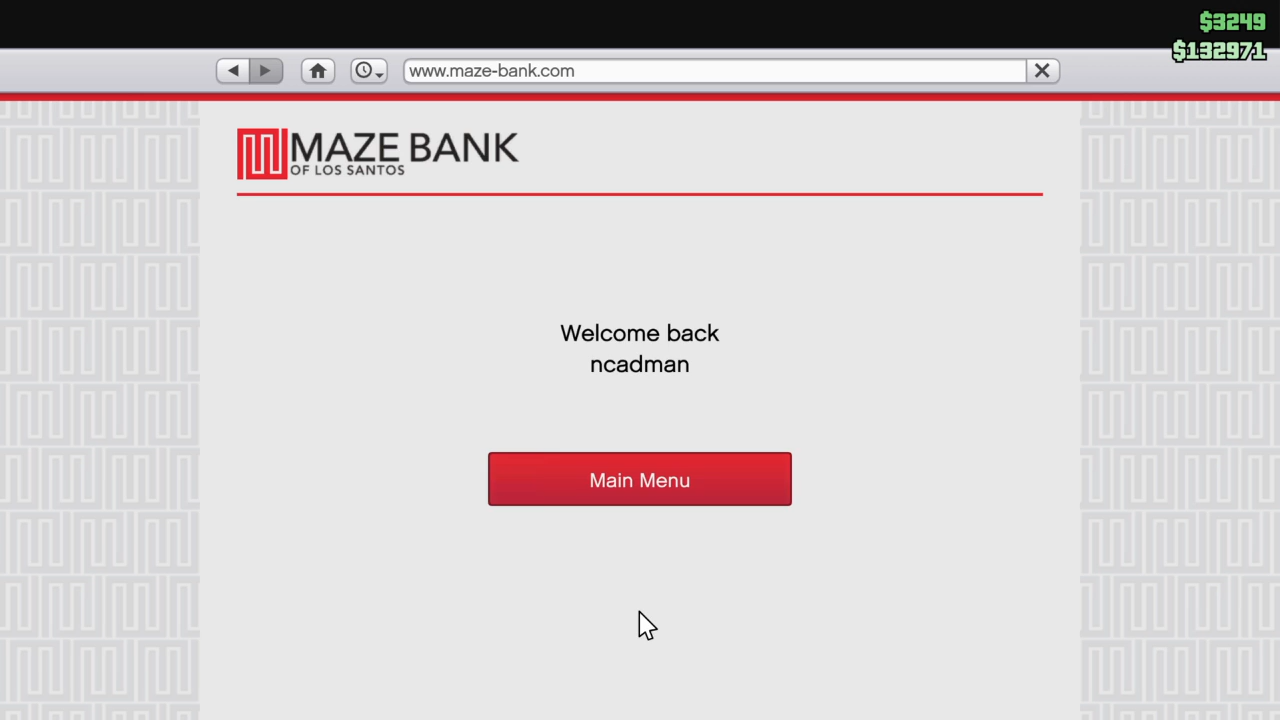 $3249
$132971
www.maze-bank.com
MAZE BANK
OF LOS SANTOS
Welcome back
ncadman
Main Menu